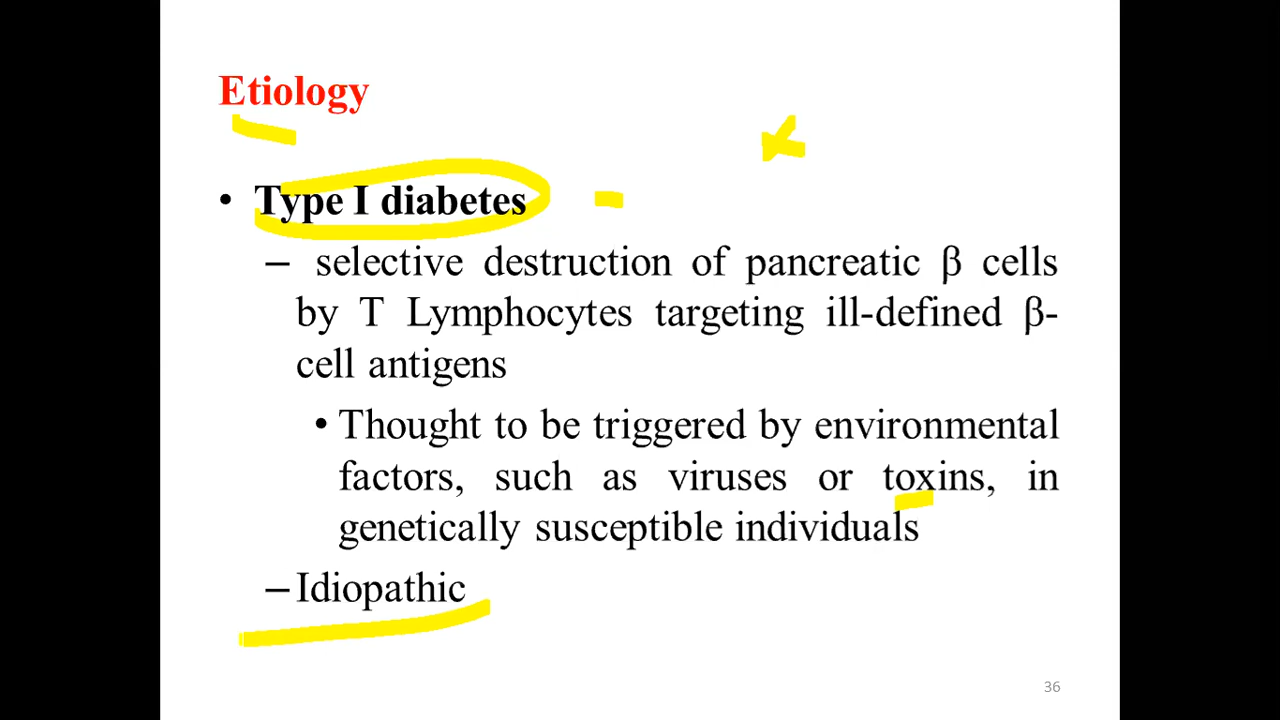 Etiology
• Type I diabetes
– selective destruction of pancreatic β cells
by T Lymphocytes targeting ill-defined β-
cell antigens
• Thought to be triggered by environmental
factors, such as viruses or toxins, in
genetically susceptible individuals
– Idiopathic
36